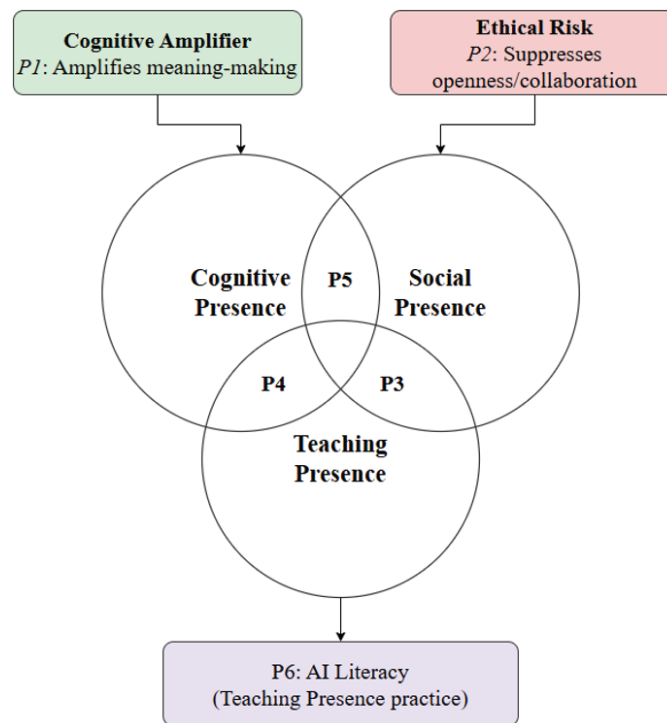 Cognitive Amplifier
P1: Amplifies meaning-making
Ethical Risk
P2: Suppresses
openness/collaboration
Cognitive
Presence
P5
Social
Presence
P4
P3
Teaching
Presence
P6: AI Literacy
(Teaching Presence practice)